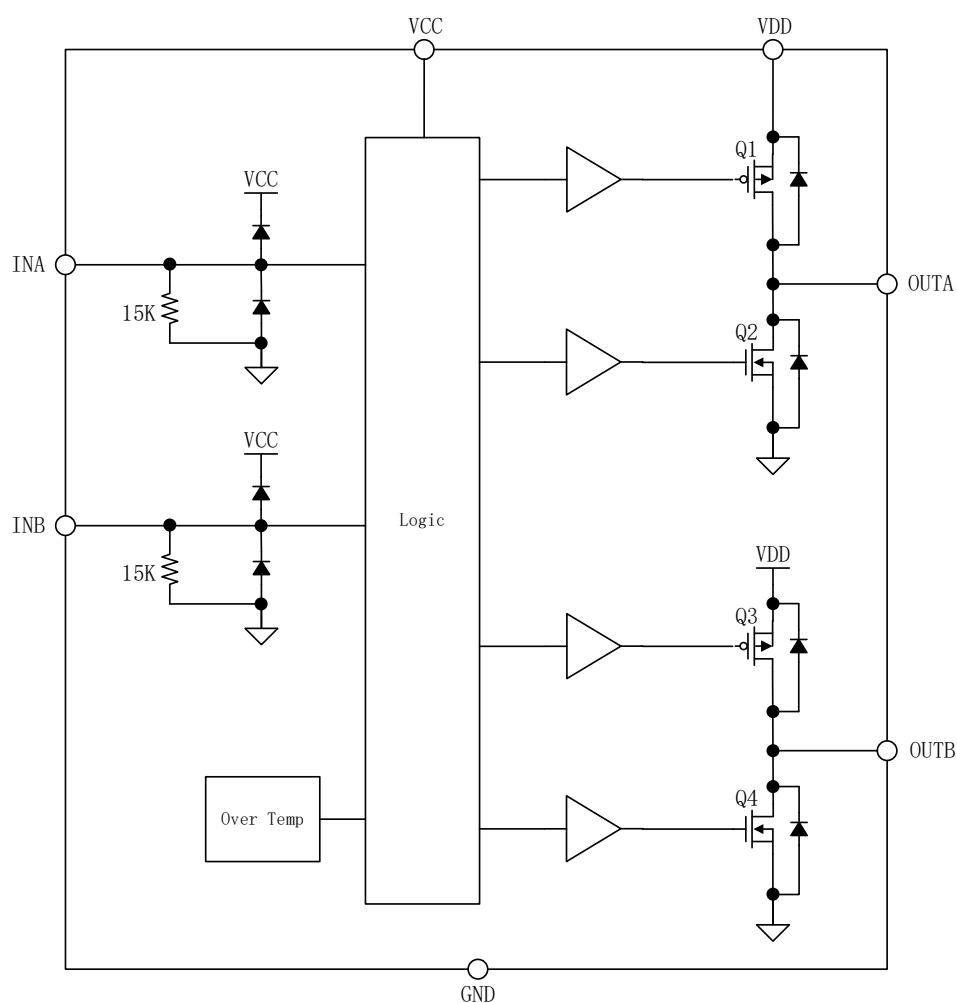 VCC
VDD
Q1
VCC
INA
OUTA
15K
Q2
VCC
INB
Logic
VDD
15K
Q3
OUTB
Q4
Over Temp
GND